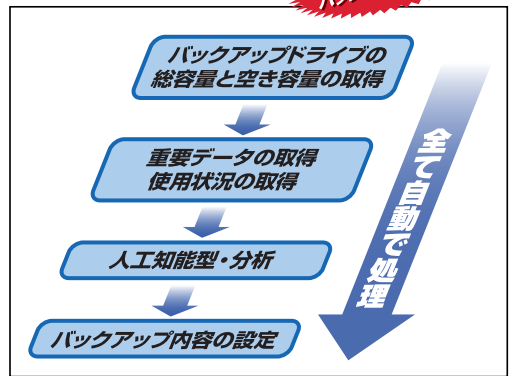 バックアップドライブの
総容量と空き容量の取得
重要データの取得
使用状況の取得
人工知能型・分析
バックアップ内容の設定
全て自動で処理